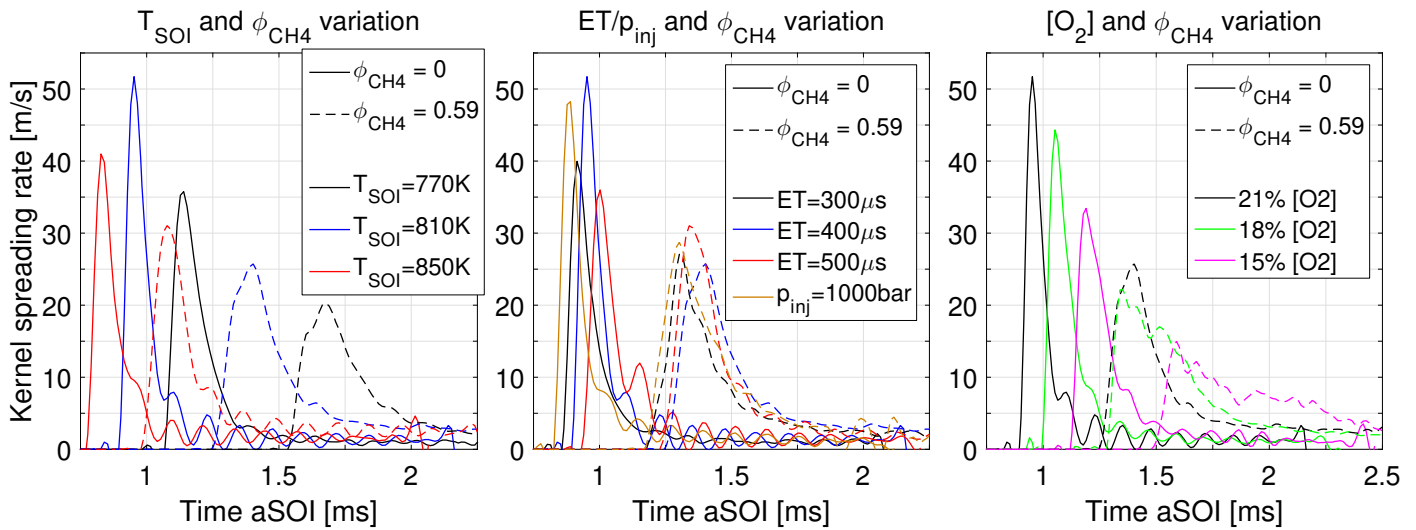 T_SOI and ϕ_CH4 variation
ϕ_CH4 = 0
ϕ_CH4 = 0.59
T_SOI=770K
T_SOI=810K
T_SOI=850K
Kernel spreading rate [m/s]
50
40
30
20
10
0
1 1.5 2
Time aSOI [ms]
ET/p_inj and ϕ_CH4 variation
ϕ_CH4 = 0
ϕ_CH4 = 0.59
ET=300μs
ET=400μs
ET=500μs
p_inj=1000bar
50
40
30
20
10
0
1 1.5 2
Time aSOI [ms]
[O_2] and ϕ_CH4 variation
ϕ_CH4 = 0
ϕ_CH4 = 0.59
21% [O2]
18% [O2]
15% [O2]
50
40
30
20
10
0
1 1.5 2 2.5
Time aSOI [ms]